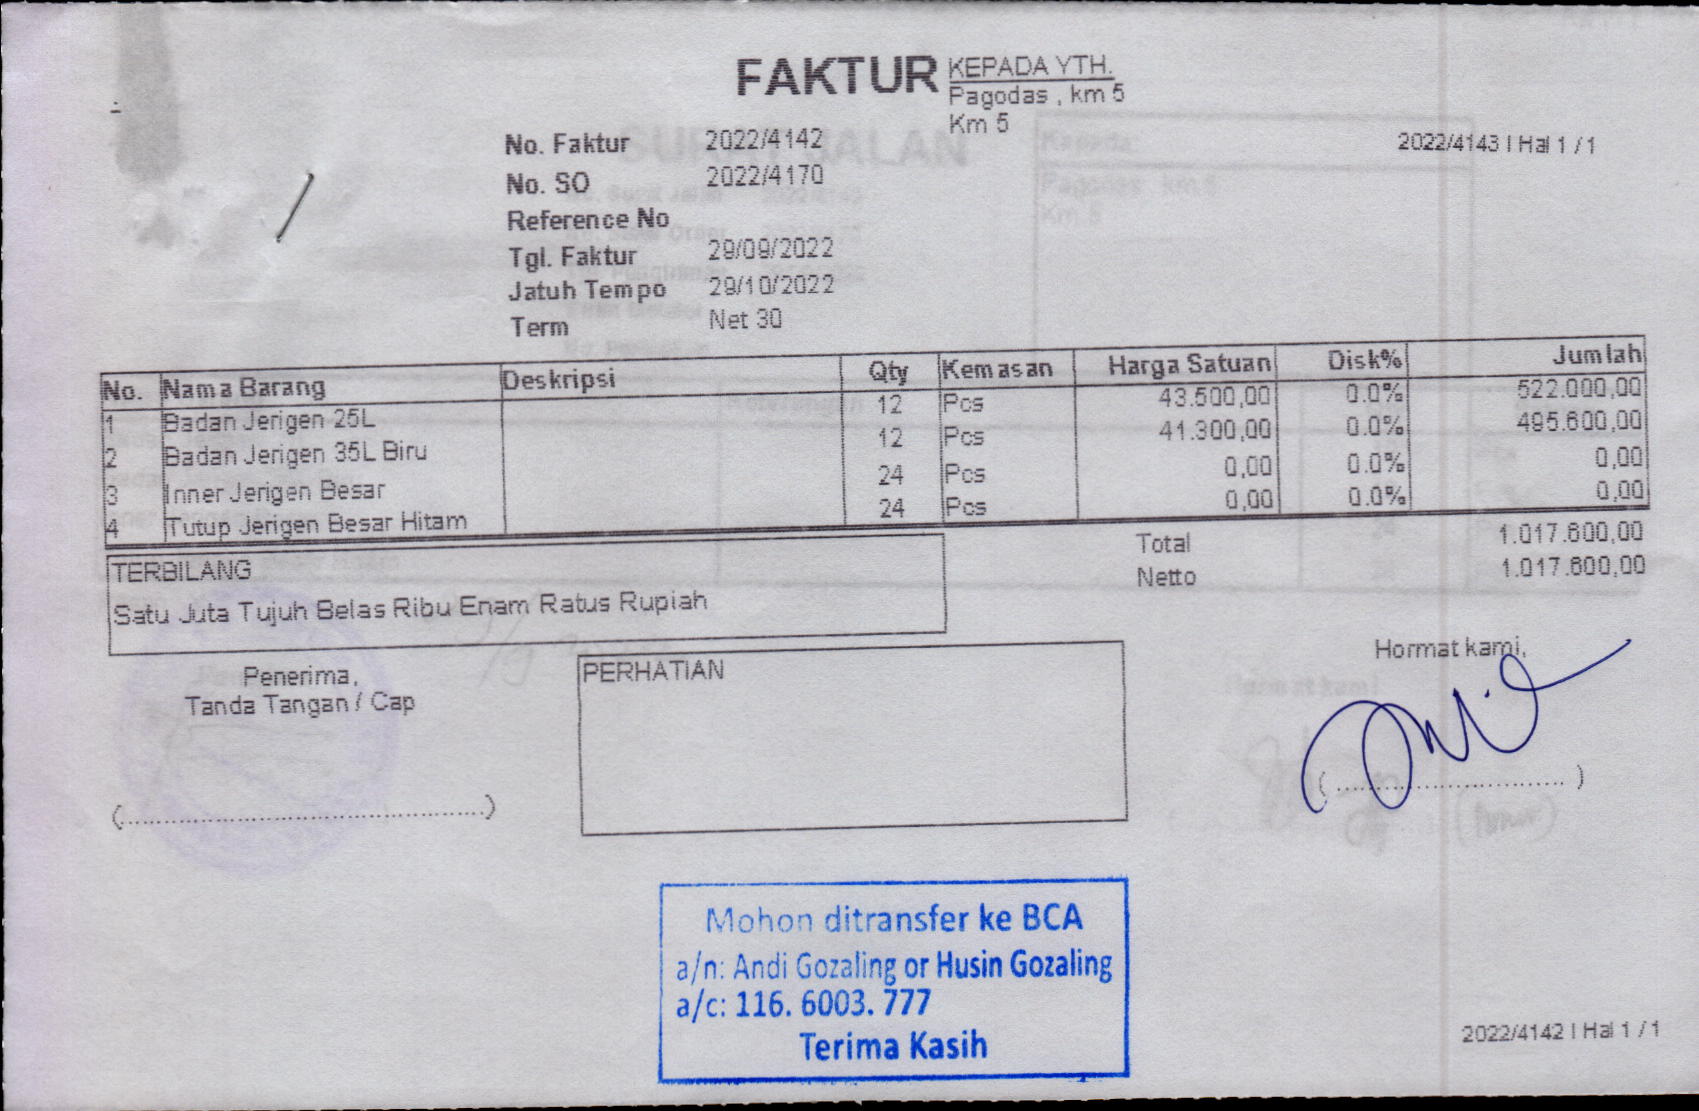 FAKTUR
KEPADA YTH.
Pagodas , km 5
Km 5
2022/4143 | Hal 1 / 1
No. Faktur 2022/4142
No. SO 2022/4170
Reference No
Tgl. Faktur 29/09/2022
Jatuh Tempo 29/10/2022
Term Net 30
No. Nama Barang Deskripsi Qty Kemasan Harga Satuan Disk% Jumlah
1 Badan Jerigen 25L 12 Pcs 43.500,00 0.0% 522.000,00
2 Badan Jerigen 35L Biru 12 Pcs 41.300,00 0.0% 495.600,00
3 Inner Jerigen Besar 24 Pcs 0,00 0.0% 0,00
4 Tutup Jerigen Besar Hitam 24 Pcs 0,00 0.0% 0,00
Total 1.017.600,00
Netto 1.017.600,00
TERBILANG
Satu Juta Tujuh Belas Ribu Enam Ratus Rupiah
Penerima,
Tanda Tangan / Cap
(................................................)
PERHATIAN
Hormat kami,
(..............................)
Mohon ditransfer ke BCA
a/n: Andi Gozaling or Husin Gozaling
a/c: 116. 6003. 777
Terima Kasih
2022/4142 | Hal 1 / 1